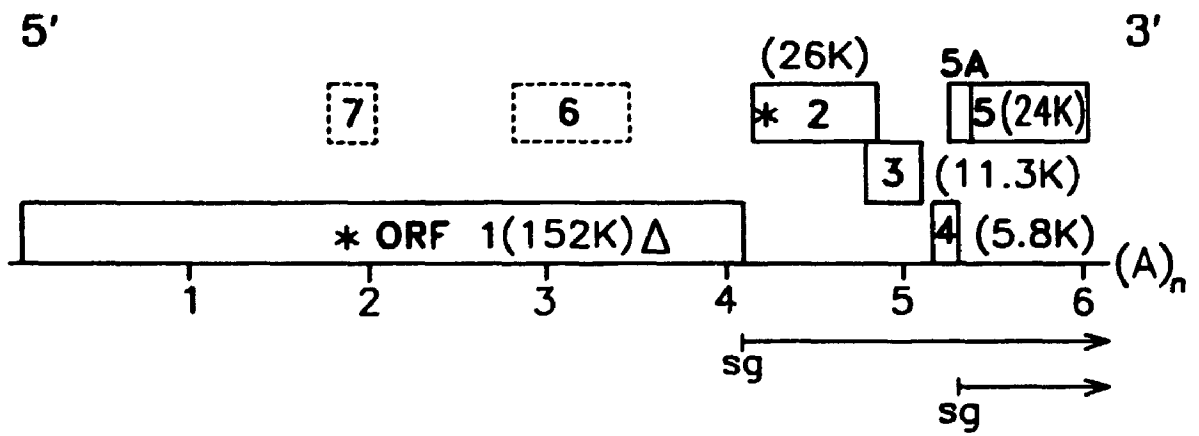 5′ 3′
(26K) 5A
7 6 * 2 5(24K)
3 (11.3K)
* ORF 1(152K)Δ 4 (5.8K)
1 2 3 4 5 6 (A)n
sg
sg